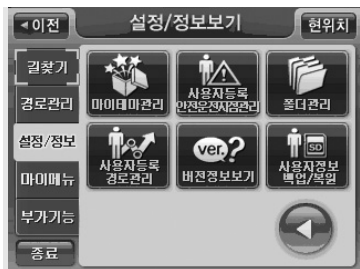 ◄이전
설정/정보보기
현위치
길찾기
경로관리
설정/정보
마이메뉴
부가기능
종료
마이테마관리
사용자등록
안전운전지점관리
폴더관리
사용자등록
경로관리
ver.?
버전정보보기
SD
사용자정보
백업/복원